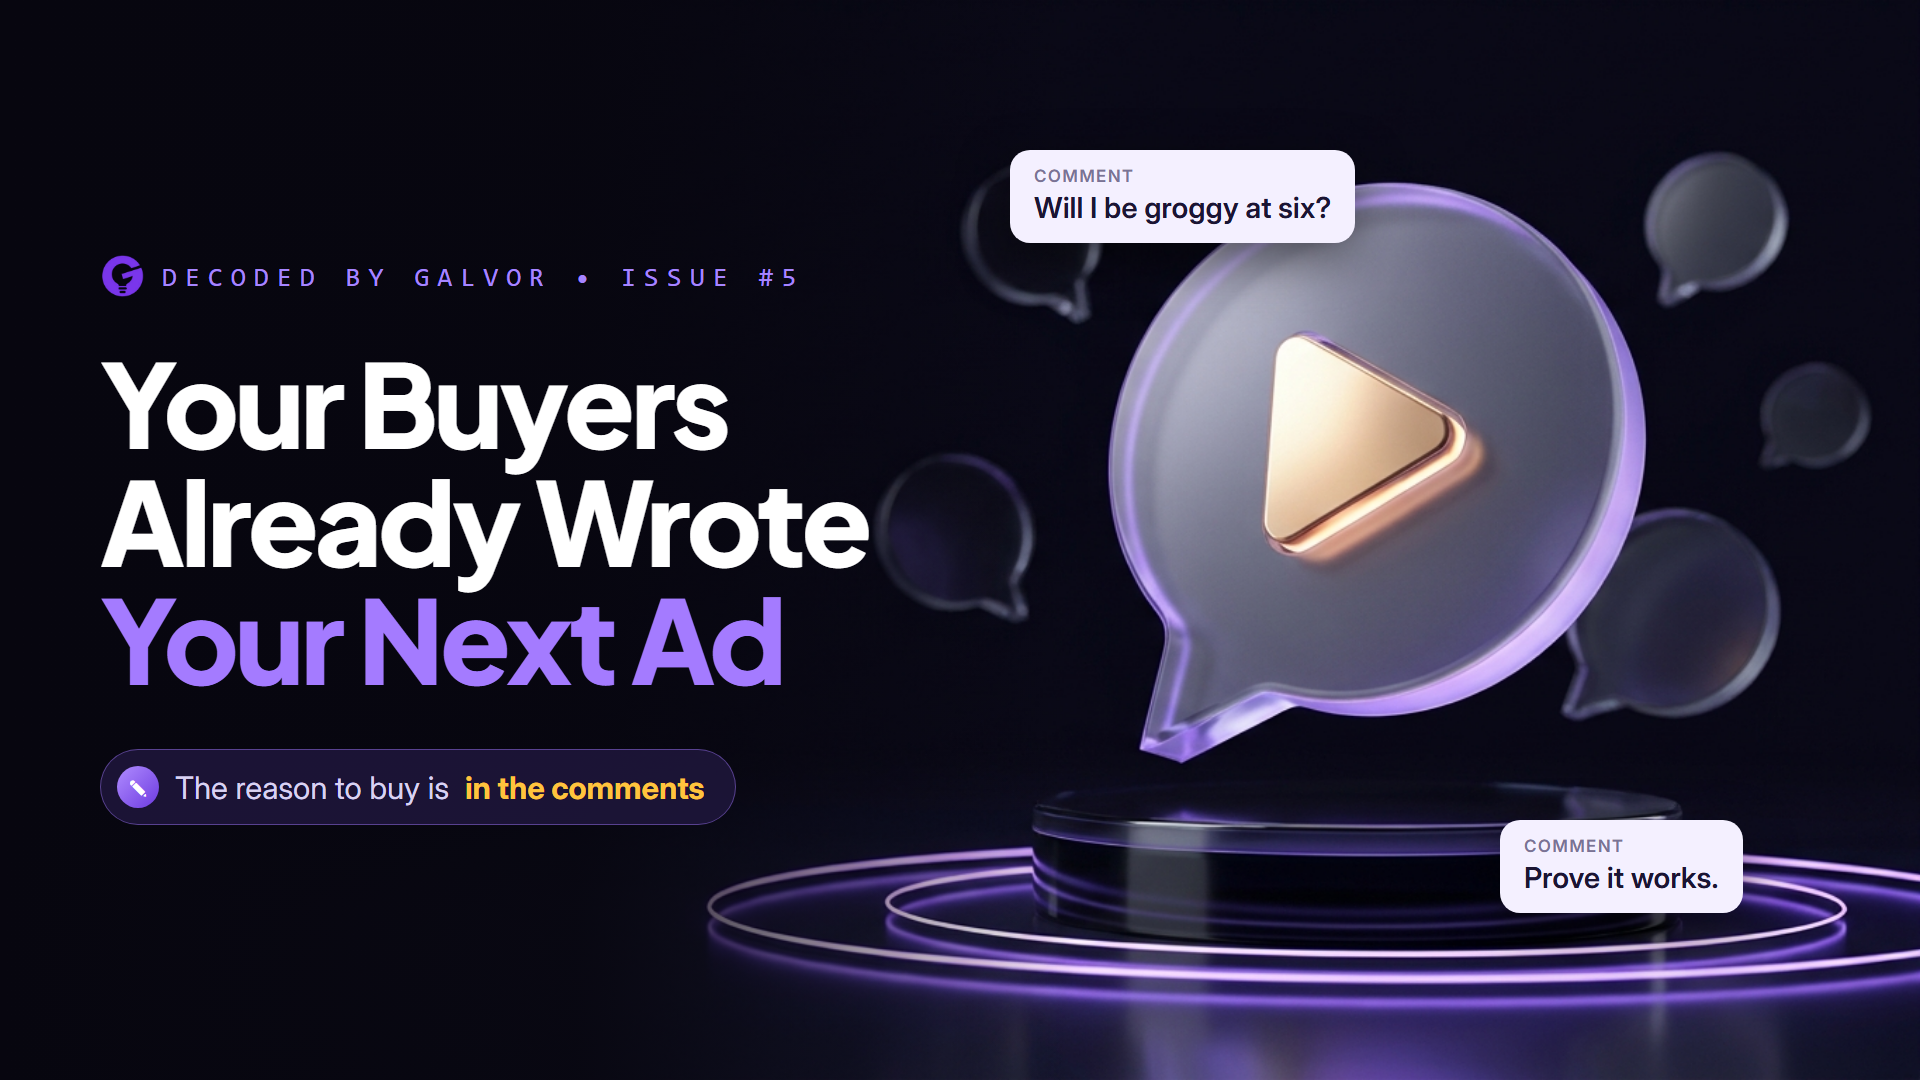 DECODED BY GALVOR • ISSUE #5
Your Buyers
Already Wrote
Your Next Ad
The reason to buy is in the comments
COMMENT
Will I be groggy at six?
COMMENT
Prove it works.